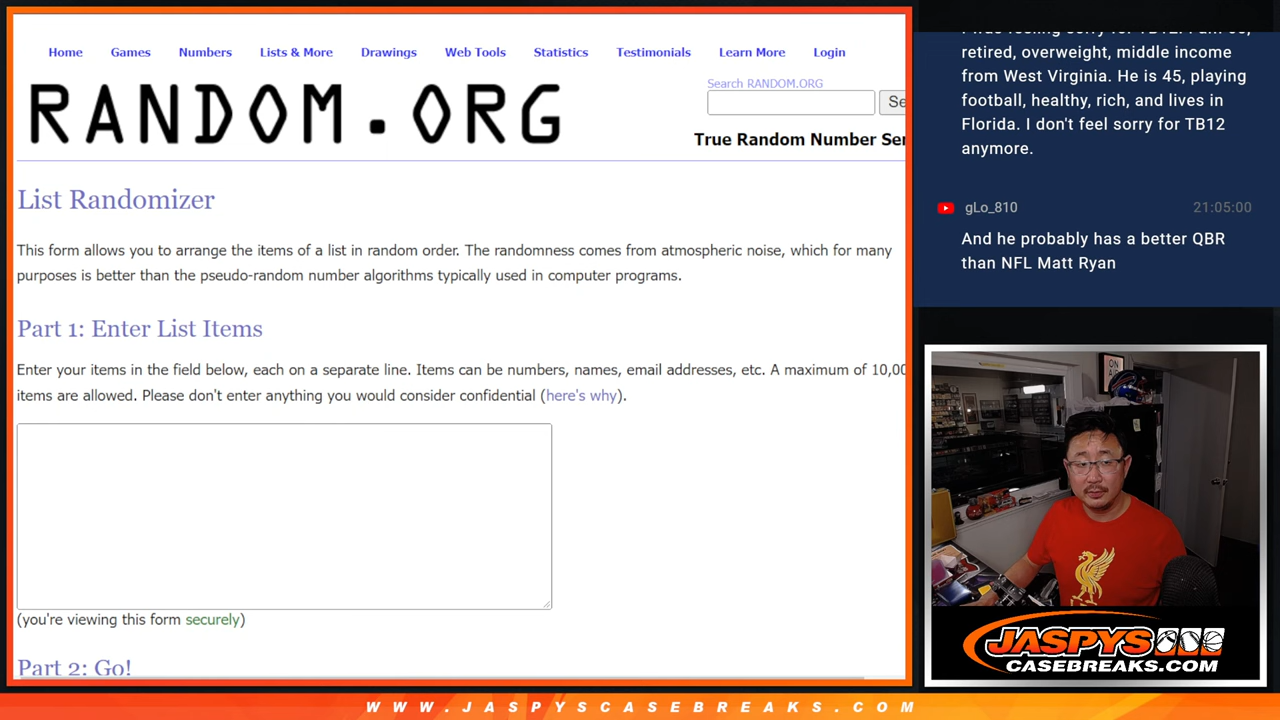 Home Games Numbers Lists & More Drawings Web Tools Statistics Testimonials Learn More Login
RANDOM.ORG
Search RANDOM.ORG
Se
True Random Number Ser
List Randomizer
This form allows you to arrange the items of a list in random order. The randomness comes from atmospheric noise, which for many
purposes is better than the pseudo-random number algorithms typically used in computer programs.
Part 1: Enter List Items
Enter your items in the field below, each on a separate line. Items can be numbers, names, email addresses, etc. A maximum of 10,00
items are allowed. Please don't enter anything you would consider confidential (here's why).
(you're viewing this form securely)
Part 2: Go!
retired, overweight, middle income
from West Virginia. He is 45, playing
football, healthy, rich, and lives in
Florida. I don't feel sorry for TB12
anymore.
gLo_810 21:05:00
And he probably has a better QBR
than NFL Matt Ryan
ON
AIR
JASPYS
CASEBREAKS.COM
WWW.JASPYSCASEBREAKS.COM